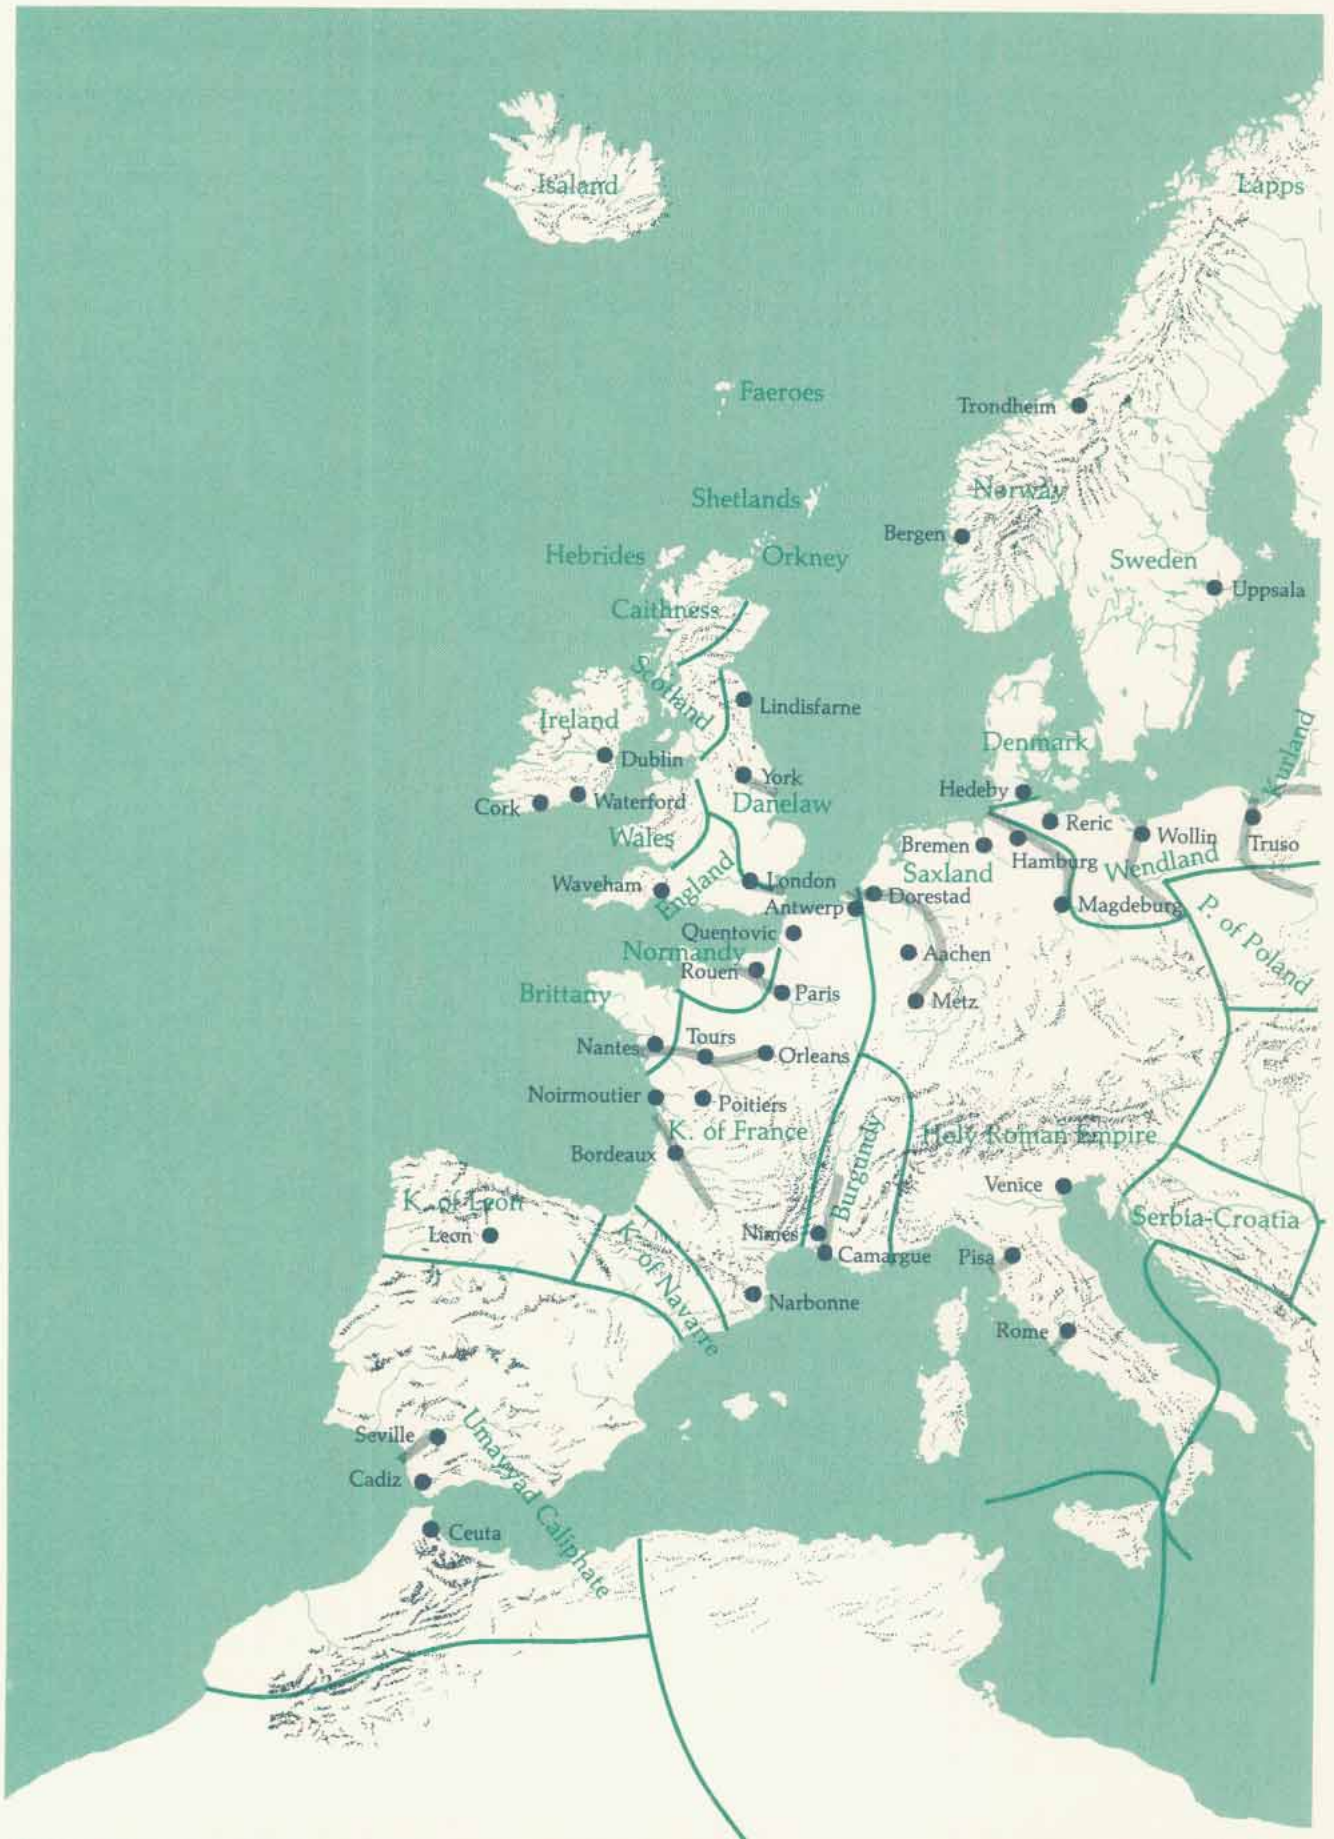 Isaland
Lapps
Faeroes
Trondheim
Norway
Shetlands
Bergen
Hebrides
Orkney
Sweden
Uppsala
Caithness
Scotland
Lindisfarne
Ireland
Denmark
Kurland
Dublin
York
Hedeby
Cork
Waterford
Danelaw
Reric
Wollin
Truso
Wales
Bremen
Hamburg
Wendland
Saxland
Waveham
England
London
Dorestad
Antwerp
Magdeburg
P. of Poland
Quentovic
Normandy
Aachen
Rouen
Brittany
Paris
Metz
Nantes
Tours
Orleans
Noirmoutier
Poitiers
K. of France
Burgundy
Holy Roman Empire
Bordeaux
Venice
K. of Leon
Leon
K. of Navarre
Nimes
Serbia-Croatia
Camargue
Pisa
Narbonne
Rome
Seville
Umayyad Caliphate
Cadiz
Ceuta